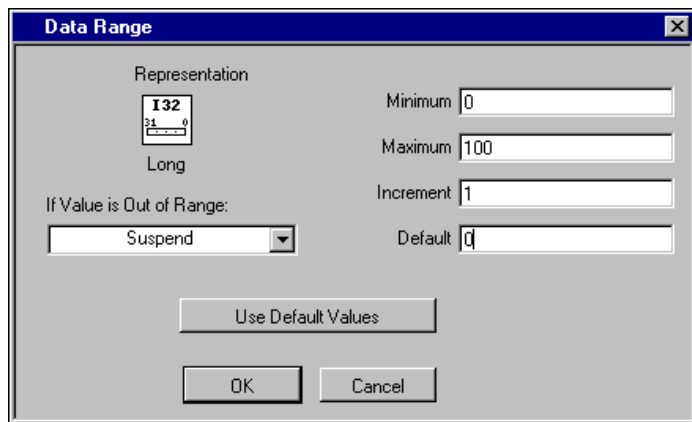 Data Range
Representation
I32
31 0
Long
If Value is Out of Range:
Suspend
Minimum 0
Maximum 100
Increment 1
Default 0
Use Default Values
OK
Cancel